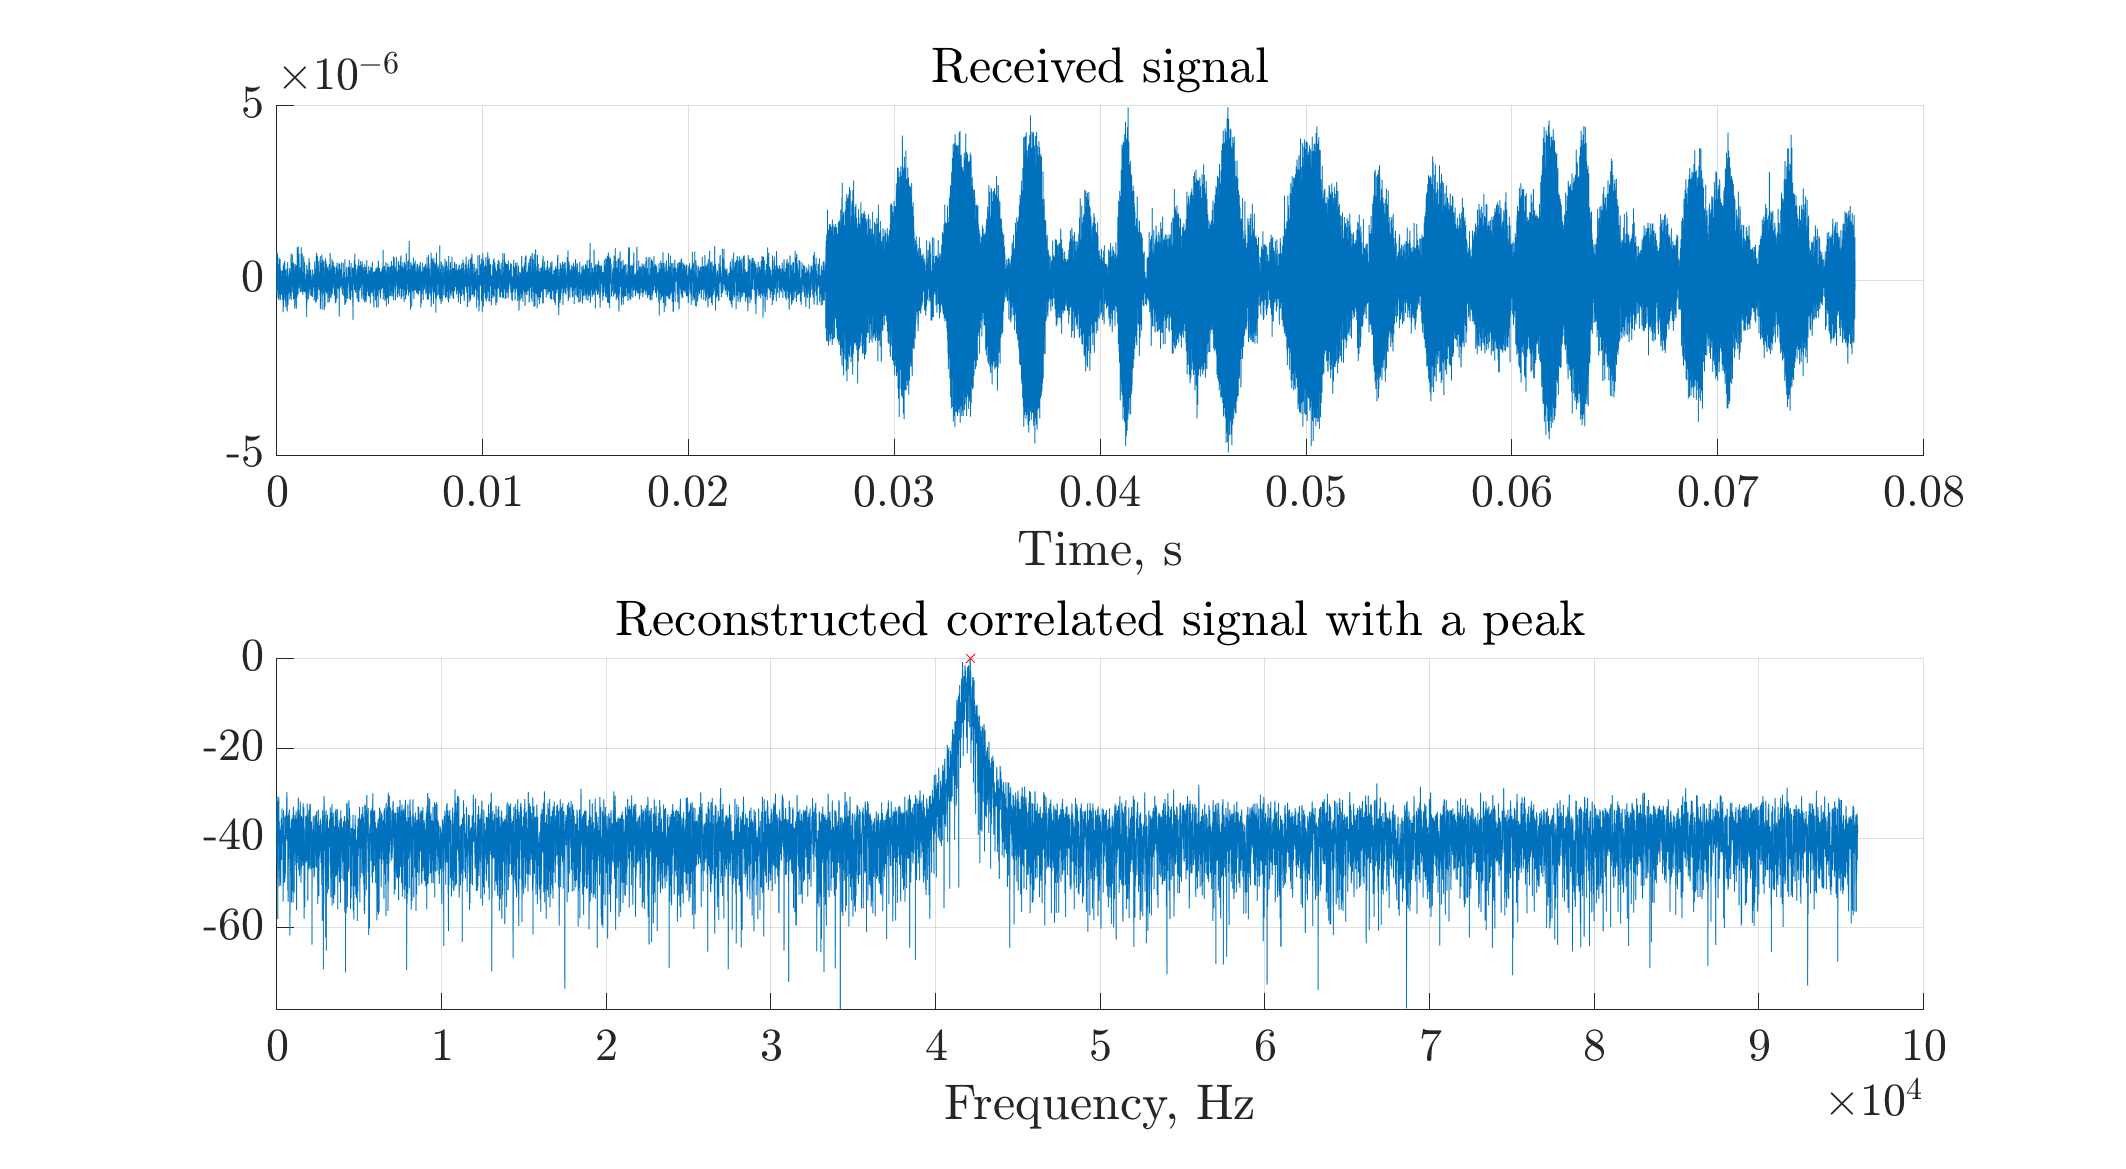 Received signal
×10⁻⁶
5
0
-5
0 0.01 0.02 0.03 0.04 0.05 0.06 0.07 0.08
Time, s
Reconstructed correlated signal with a peak
0
-20
-40
-60
0 1 2 3 4 5 6 7 8 9 10
Frequency, Hz
×10⁴